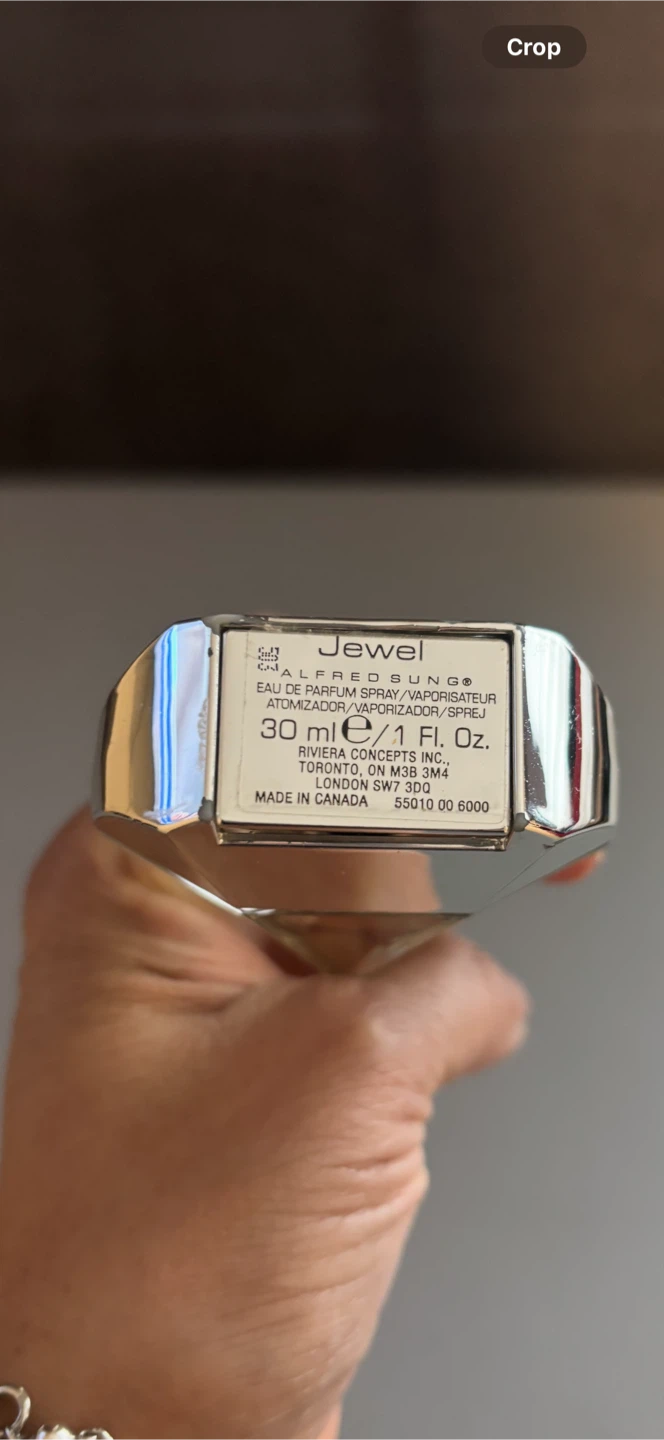 Crop
Jewel
ALFRED SUNG®
EAU DE PARFUM SPRAY/VAPORISATEUR
ATOMIZADOR/VAPORIZADOR/SPREJ
30 ml e/1 Fl. Oz.
RIVIERA CONCEPTS INC.,
TORONTO, ON M3B 3M4
LONDON SW7 3DQ
MADE IN CANADA 55010 00 6000